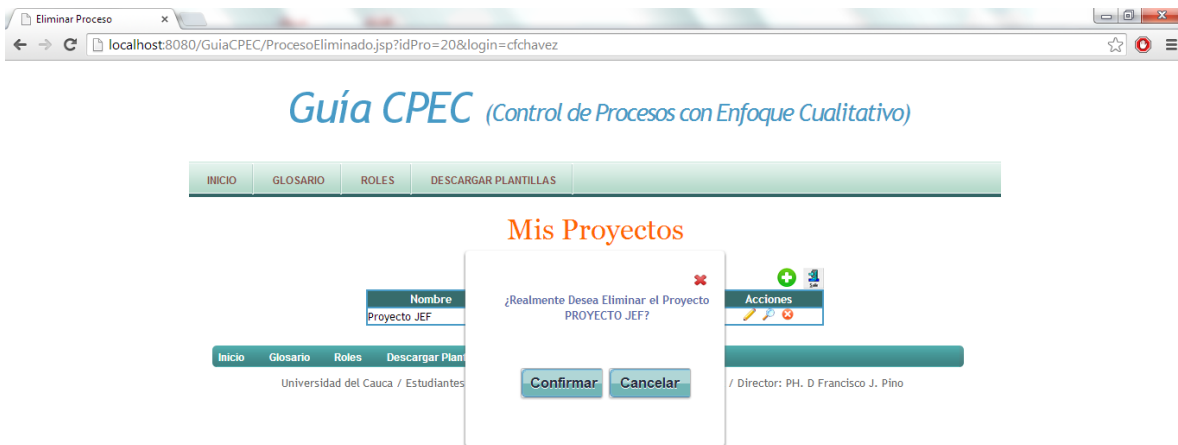 Eliminar Proceso
localhost:8080/GuiaCPEC/ProcesoEliminado.jsp?idPro=20&login=cfchavez
Guía CPEC (Control de Procesos con Enfoque Cualitativo)
INICIO GLOSARIO ROLES DESCARGAR PLANTILLAS
Mis Proyectos
Nombre Acciones
Proyecto JEF
¿Realmente Desea Eliminar el Proyecto
PROYECTO JEF?
Confirmar Cancelar
Inicio Glosario Roles Descargar Plant
Universidad del Cauca / Estudiantes / Director: PH. D Francisco J. Pino